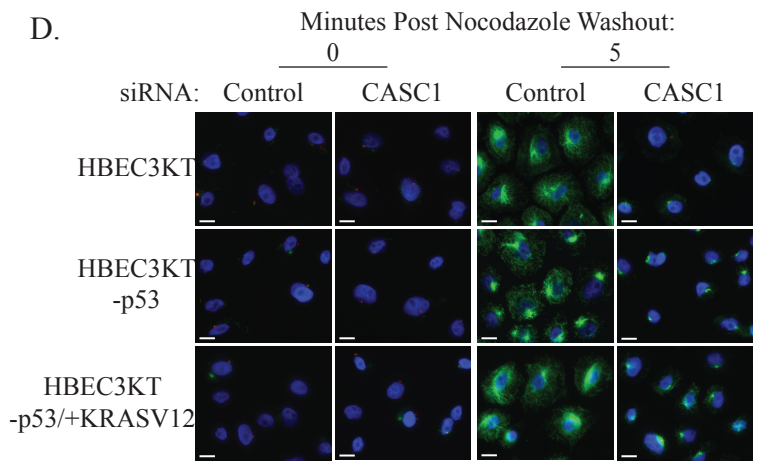 D.
Minutes Post Nocodazole Washout:
0 5
siRNA: Control CASC1 Control CASC1
HBEC3KT
HBEC3KT
-p53
HBEC3KT
-p53/+KRASV12